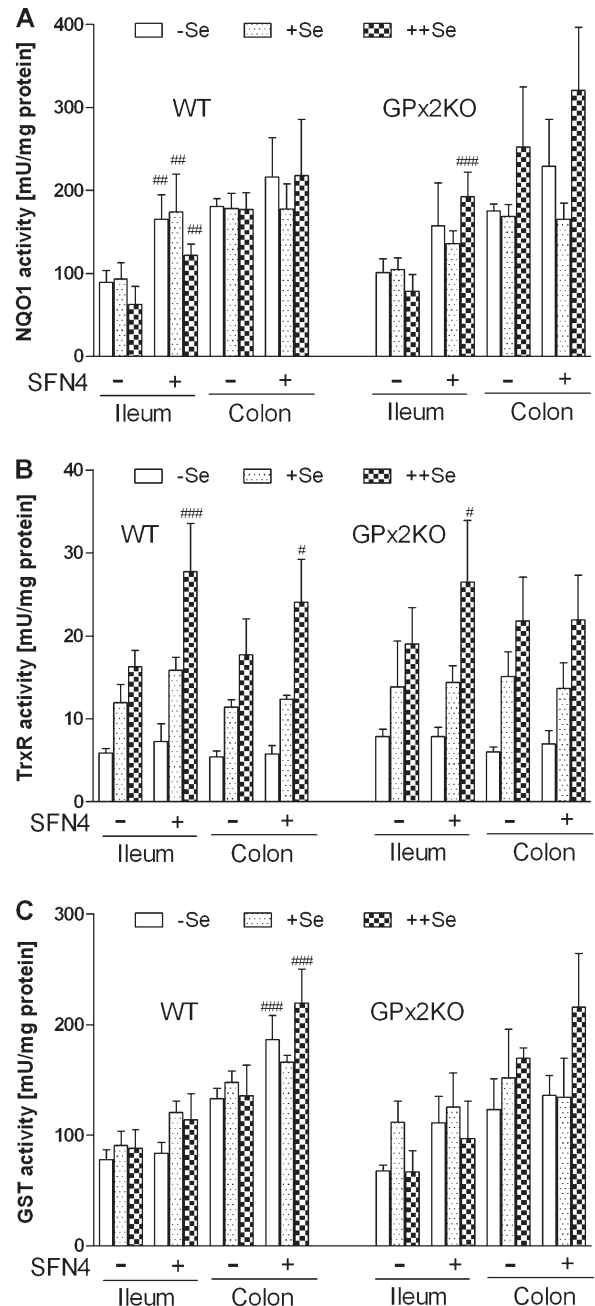 A
-Se +Se ++Se
WT GPx2KO
NQO1 activity [mU/mg protein]
400
300
200
100
0
## ## ## ###
SFN4 - + - + - + - +
Ileum Colon Ileum Colon
B
-Se +Se ++Se
WT GPx2KO
TrxR activity [mU/mg protein]
40
30
20
10
0
### # #
SFN4 - + - + - + - +
Ileum Colon Ileum Colon
C
-Se +Se ++Se
WT GPx2KO
GST activity [mU/mg protein]
300
200
100
0
### ###
SFN4 - + - + - + - +
Ileum Colon Ileum Colon